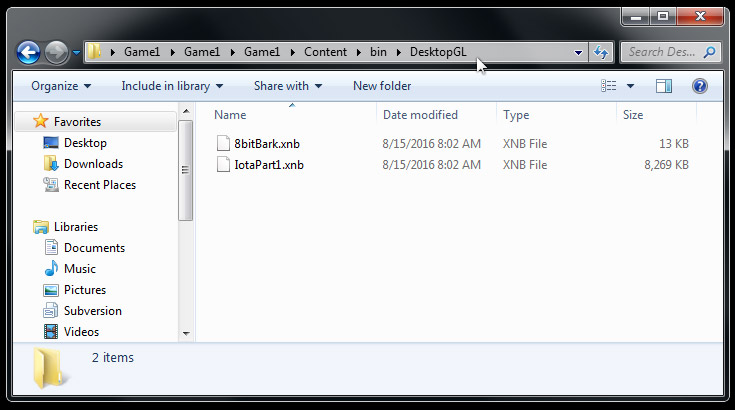 Game1 Game1 Game1 Content bin DesktopGL Search Des...
Organize Include in library Share with New folder
Favorites
Desktop
Downloads
Recent Places
Libraries
Documents
Music
Pictures
Subversion
Videos
Name Date modified Type Size
8bitBark.xnb 8/15/2016 8:02 AM XNB File 13 KB
IotaPart1.xnb 8/15/2016 8:02 AM XNB File 8,269 KB
2 items